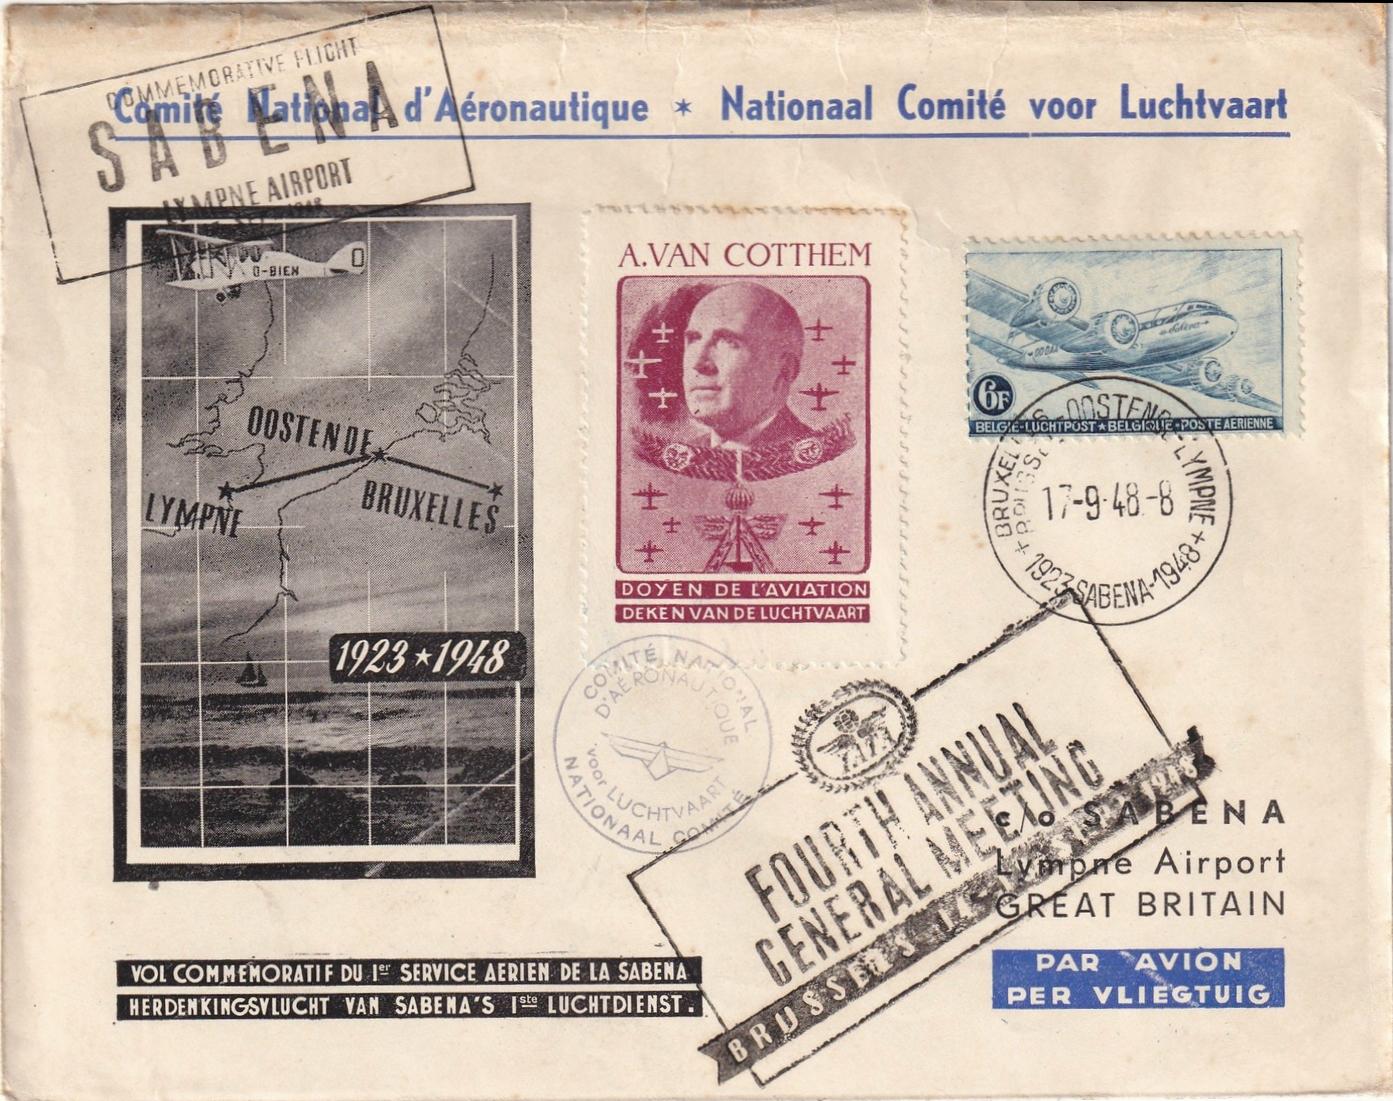 COMMEMORATIVE FLIGHT
SABENA
LYMPNE AIRPORT
1948
Comité National d'Aéronautique * Nationaal Comité voor Luchtvaart
O-BIEN
O
OOSTENDE
LYMPNE
BRUXELLES
1923 ★ 1948
A.VAN COTTHEM
DOYEN DE L'AVIATION
DEKEN VAN DE LUCHTVAART
Sabena
6F
BELGIE-LUCHTPOST★BELGIQUE-POSTE AERIENNE
BRUXELLES-OOSTENDE-LYMPNE
17-9-48-8
+ 1923-SABENA-1948 +
COMITÉ NATIONAL
D'AÉRONAUTIQUE
voor LUCHTVAART
NATIONAAL COMITÉ
I.A.T.A
FOURTH ANNUAL
GENERAL MEETING
BRUSSELS 1948
c/o SABENA
Lympne Airport
GREAT BRITAIN
PAR AVION
PER VLIEGTUIG
VOL COMMEMORATIF DU 1er SERVICE AERIEN DE LA SABENA
HERDENKINGSVLUCHT VAN SABENA'S 1ste LUCHTDIENST.